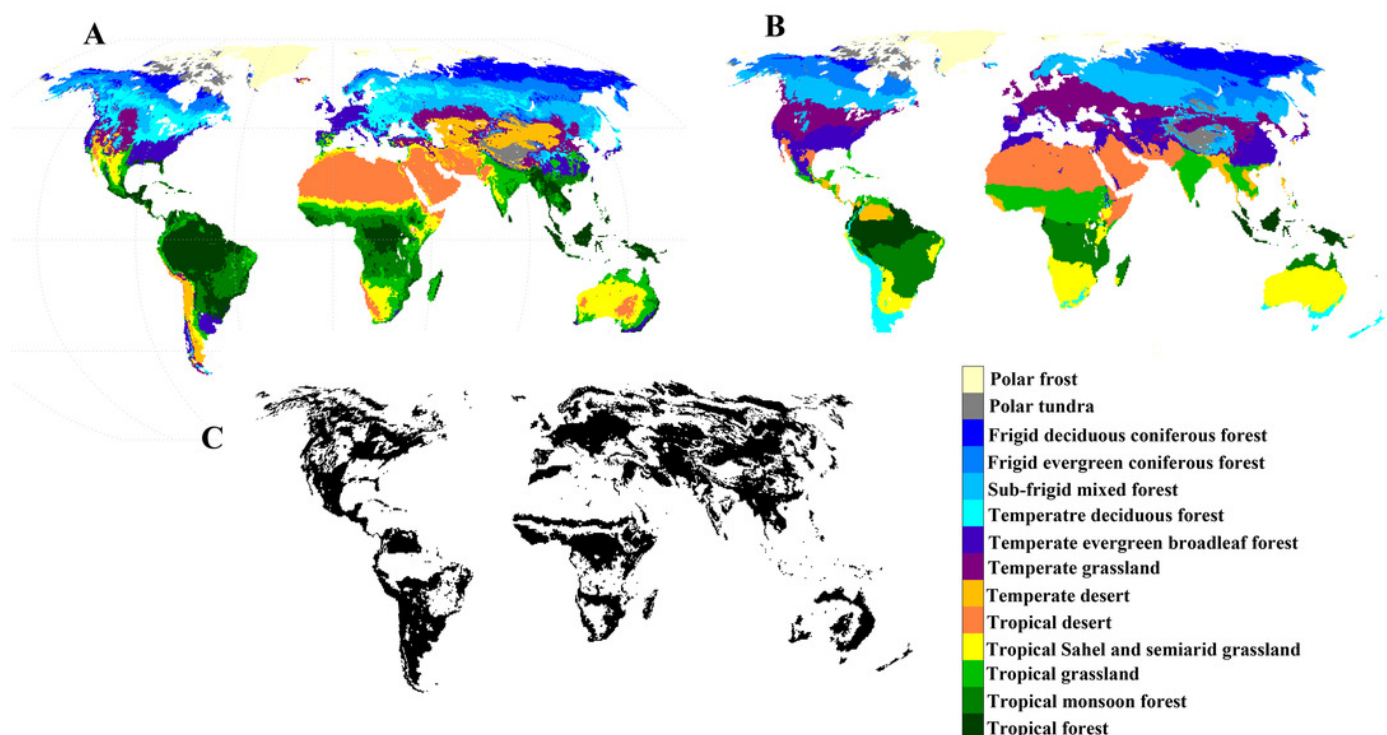 A
B
C
Polar frost
Polar tundra
Frigid deciduous coniferous forest
Frigid evergreen coniferous forest
Sub-frigid mixed forest
Temperatre deciduous forest
Temperate evergreen broadleaf forest
Temperate grassland
Temperate desert
Tropical desert
Tropical Sahel and semiarid grassland
Tropical grassland
Tropical monsoon forest
Tropical forest